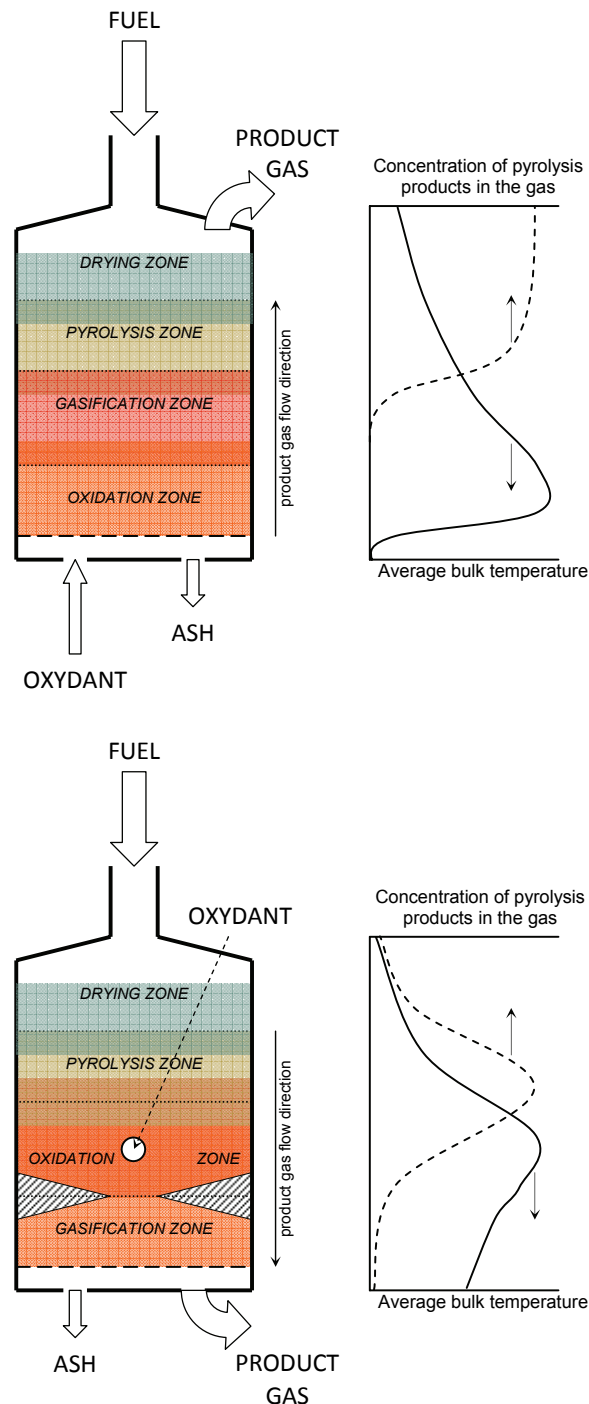 FUEL
PRODUCT
GAS
Concentration of pyrolysis
products in the gas
DRYING ZONE
PYROLYSIS ZONE
GASIFICATION ZONE
OXIDATION ZONE
product gas flow direction
Average bulk temperature
ASH
OXYDANT
FUEL
OXYDANT
Concentration of pyrolysis
products in the gas
DRYING ZONE
PYROLYSIS ZONE
OXIDATION ZONE
GASIFICATION ZONE
product gas flow direction
Average bulk temperature
ASH
PRODUCT
GAS